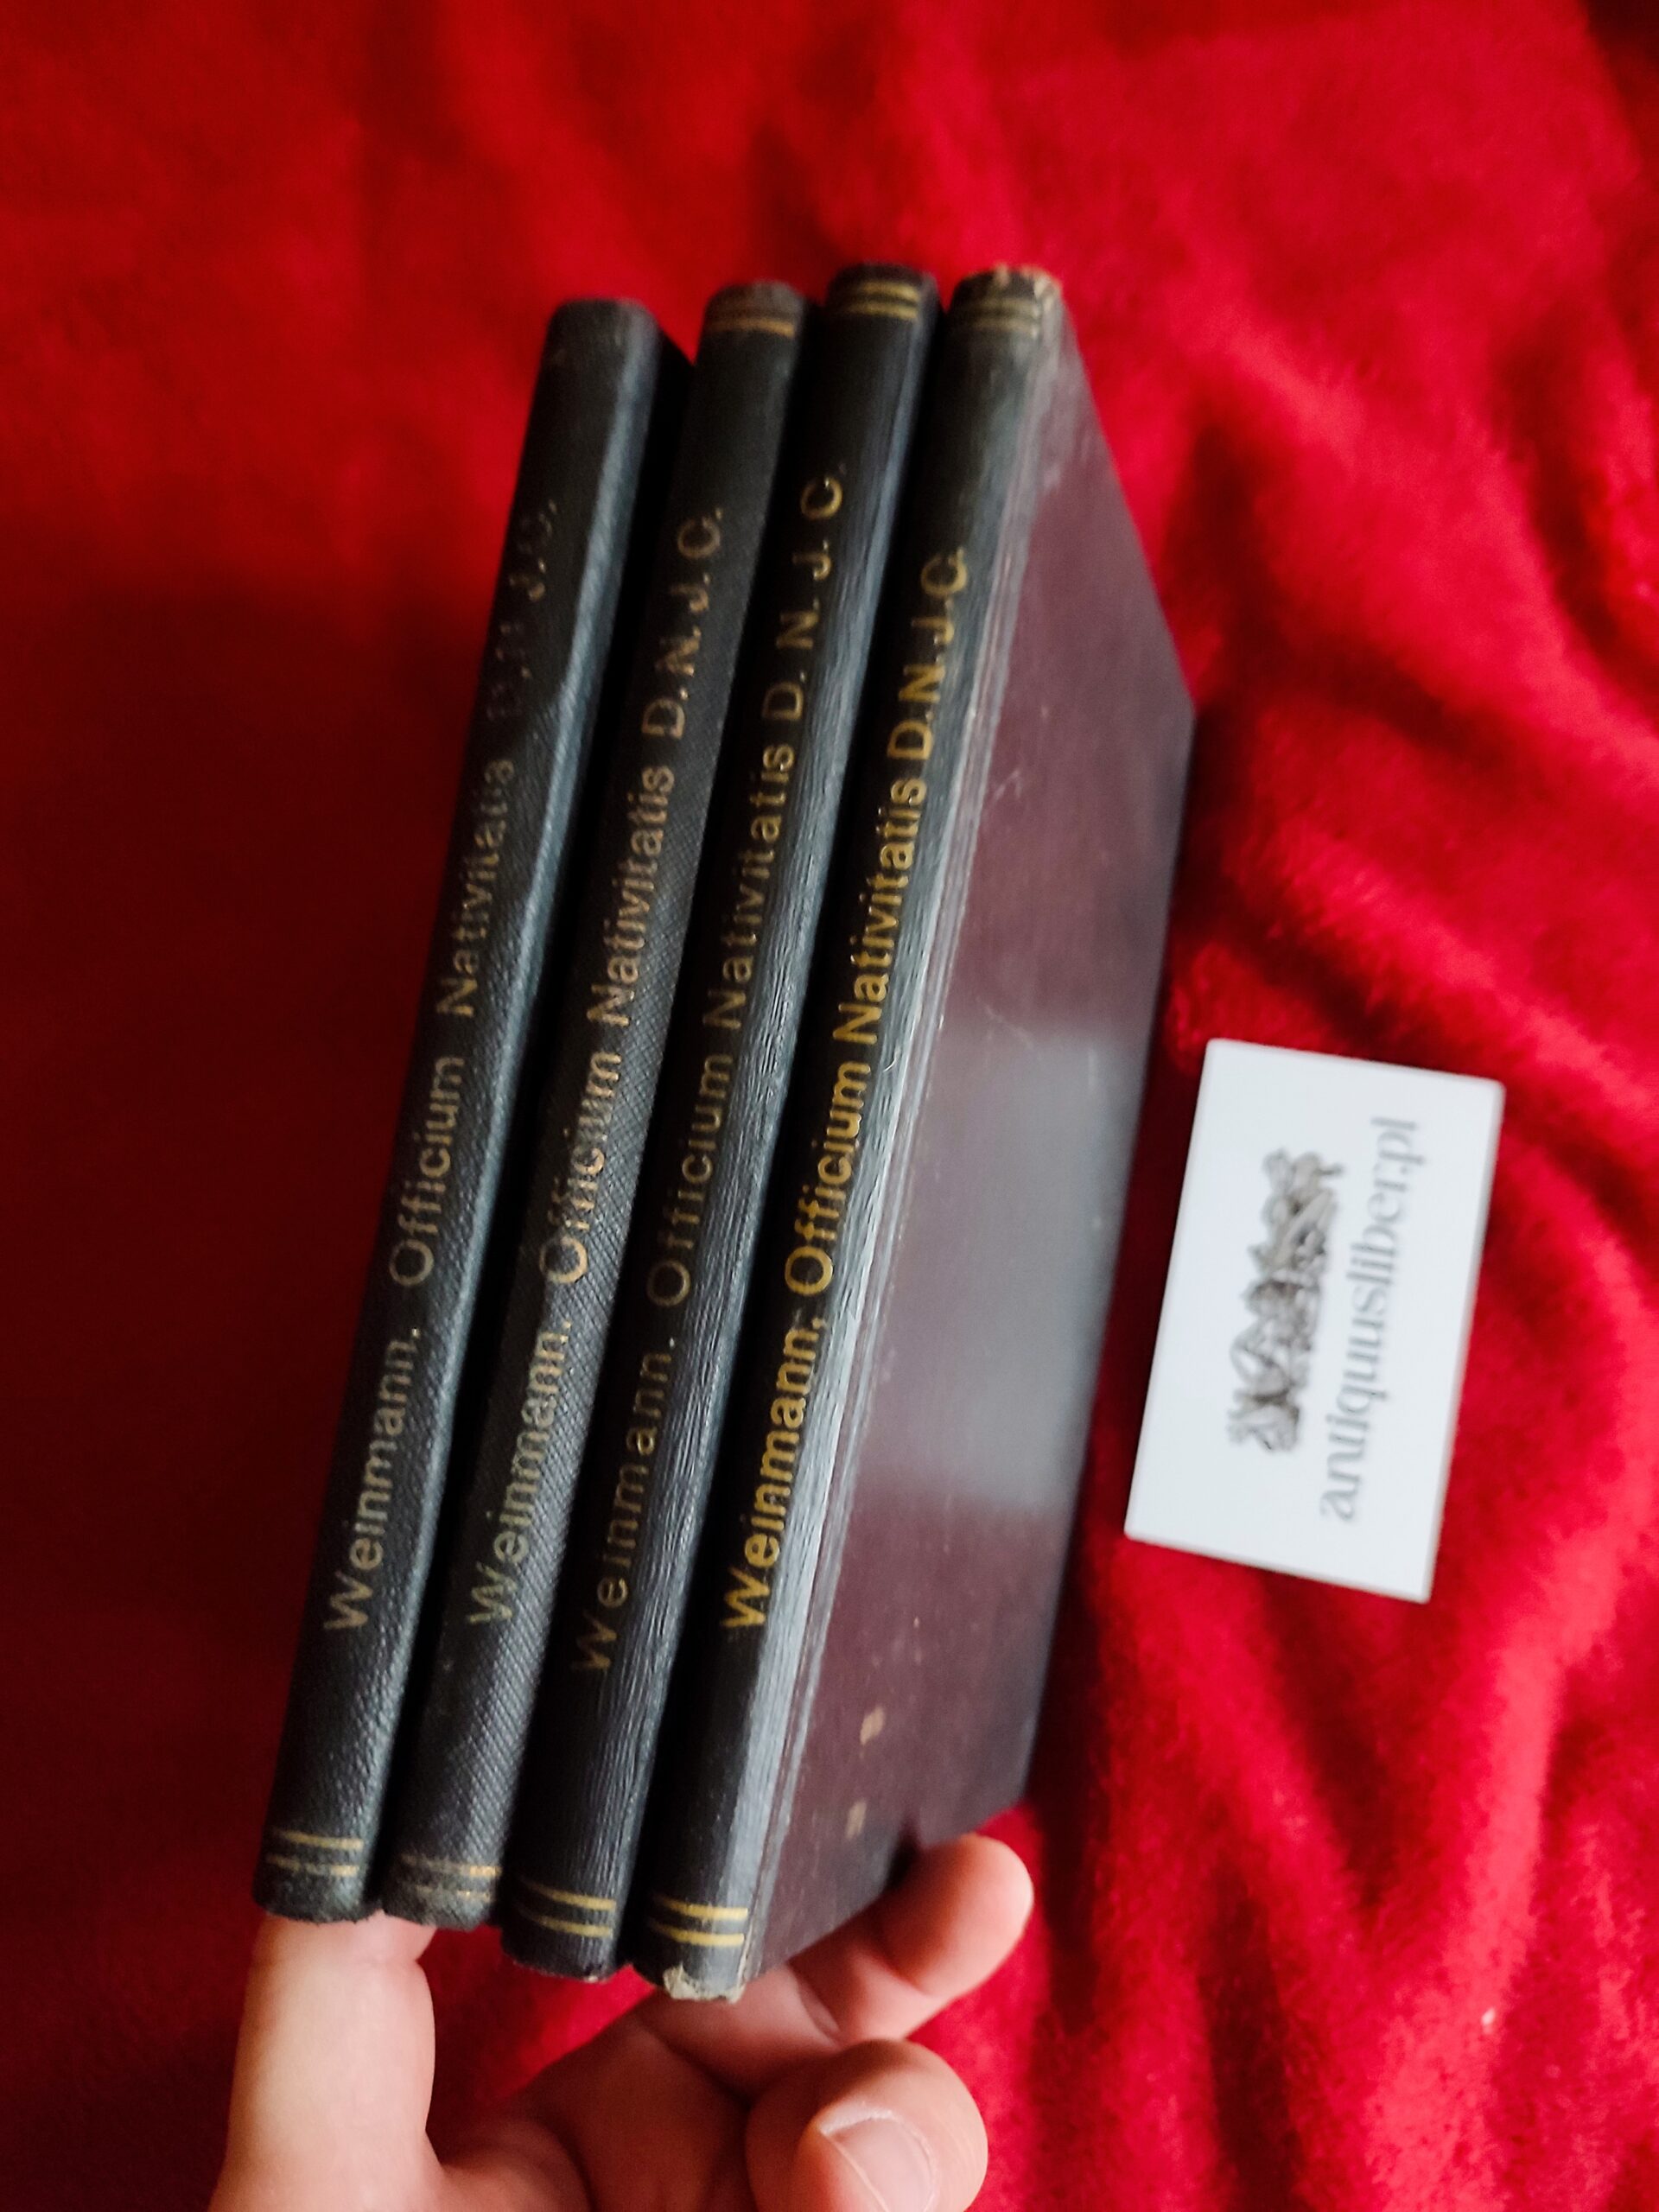 Weinmann. Officium Nativitatis D.N.J.C.
Weinmann. Officium Nativitatis D.N.J.C.
Weinmann. Officium Nativitatis D. N. J. C.
Weinmann, Officium Nativitatis D.N.J.C.
antiquusliber.pl